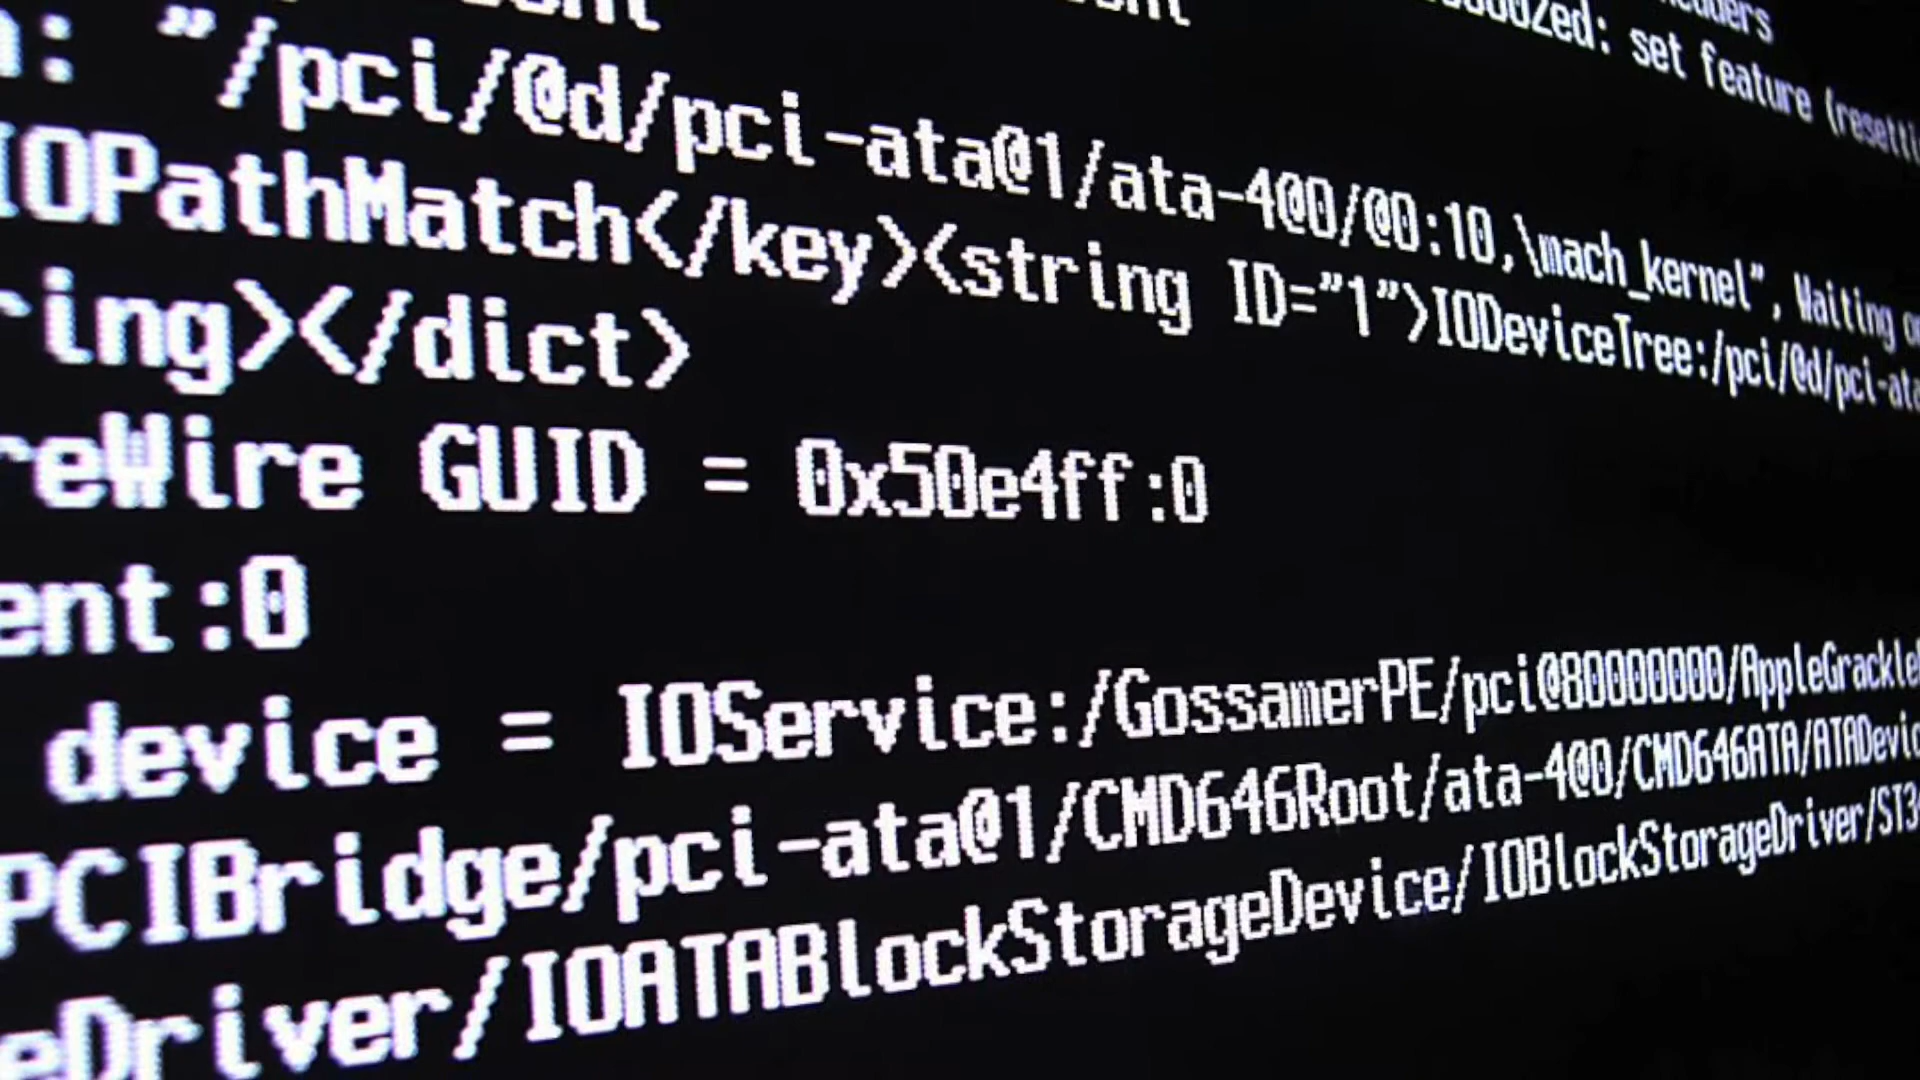 set feature
: "/pci/@d/pci-ata@1/ata-4@0/@0:10,\mach_kernel", Waiting
IOPathMatch</key><string ID="1">IODeviceTree:/pci/@d/pci-ata
ring></dict>
reWire GUID = 0x50e4ff:0
ent:0
device = IOService:/GossamerPE/pci@80000000/AppleGrackle
PCIBridge/pci-ata@1/CMD646Root/ata-4@0/CMD646ATA/ATADevic
eDriver/IOATABlockStorageDevice/IOBlockStorageDriver/ST3